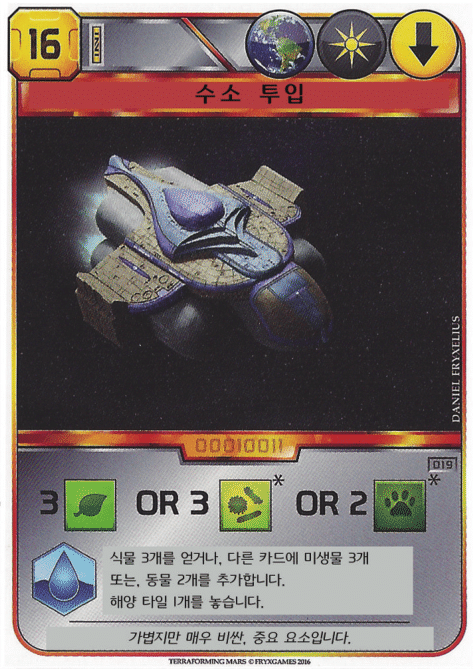 16
수소 투입
DANIEL FRYXELIUS
00010011
D19
3 OR 3 * OR 2 *
식물 3개를 얻거나, 다른 카드에 미생물 3개
또는, 동물 2개를 추가합니다.
해양 타일 1개를 놓습니다.
가볍지만 매우 비싼, 중요 요소입니다.
TERRAFORMING MARS © FRYXGAMES 2016